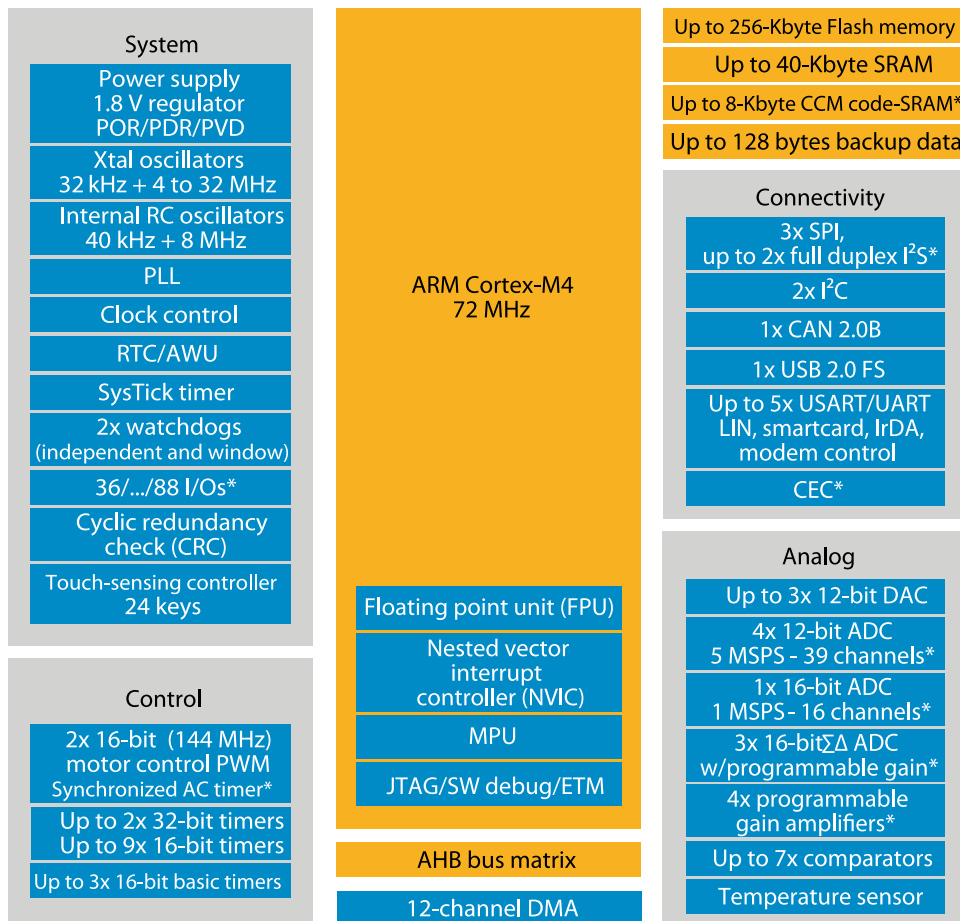 System
Power supply
1.8 V regulator
POR/PDR/PVD
Xtal oscillators
32 kHz + 4 to 32 MHz
Internal RC oscillators
40 kHz + 8 MHz
PLL
Clock control
RTC/AWU
SysTick timer
2x watchdogs
(independent and window)
36/.../88 I/Os*
Cyclic redundancy
check (CRC)
Touch-sensing controller
24 keys
Control
2x 16-bit (144 MHz)
motor control PWM
Synchronized AC timer*
Up to 2x 32-bit timers
Up to 9x 16-bit timers
Up to 3x 16-bit basic timers
ARM Cortex-M4
72 MHz
Floating point unit (FPU)
Nested vector
interrupt
controller (NVIC)
MPU
JTAG/SW debug/ETM
AHB bus matrix
12-channel DMA
Up to 256-Kbyte Flash memory
Up to 40-Kbyte SRAM
Up to 8-Kbyte CCM code-SRAM*
Up to 128 bytes backup data
Connectivity
3x SPI,
up to 2x full duplex I²S*
2x I²C
1x CAN 2.0B
1x USB 2.0 FS
Up to 5x USART/UART
LIN, smartcard, IrDA,
modem control
CEC*
Analog
Up to 3x 12-bit DAC
4x 12-bit ADC
5 MSPS - 39 channels*
1x 16-bit ADC
1 MSPS - 16 channels*
3x 16-bit∑Δ ADC
w/programmable gain*
4x programmable
gain amplifiers*
Up to 7x comparators
Temperature sensor